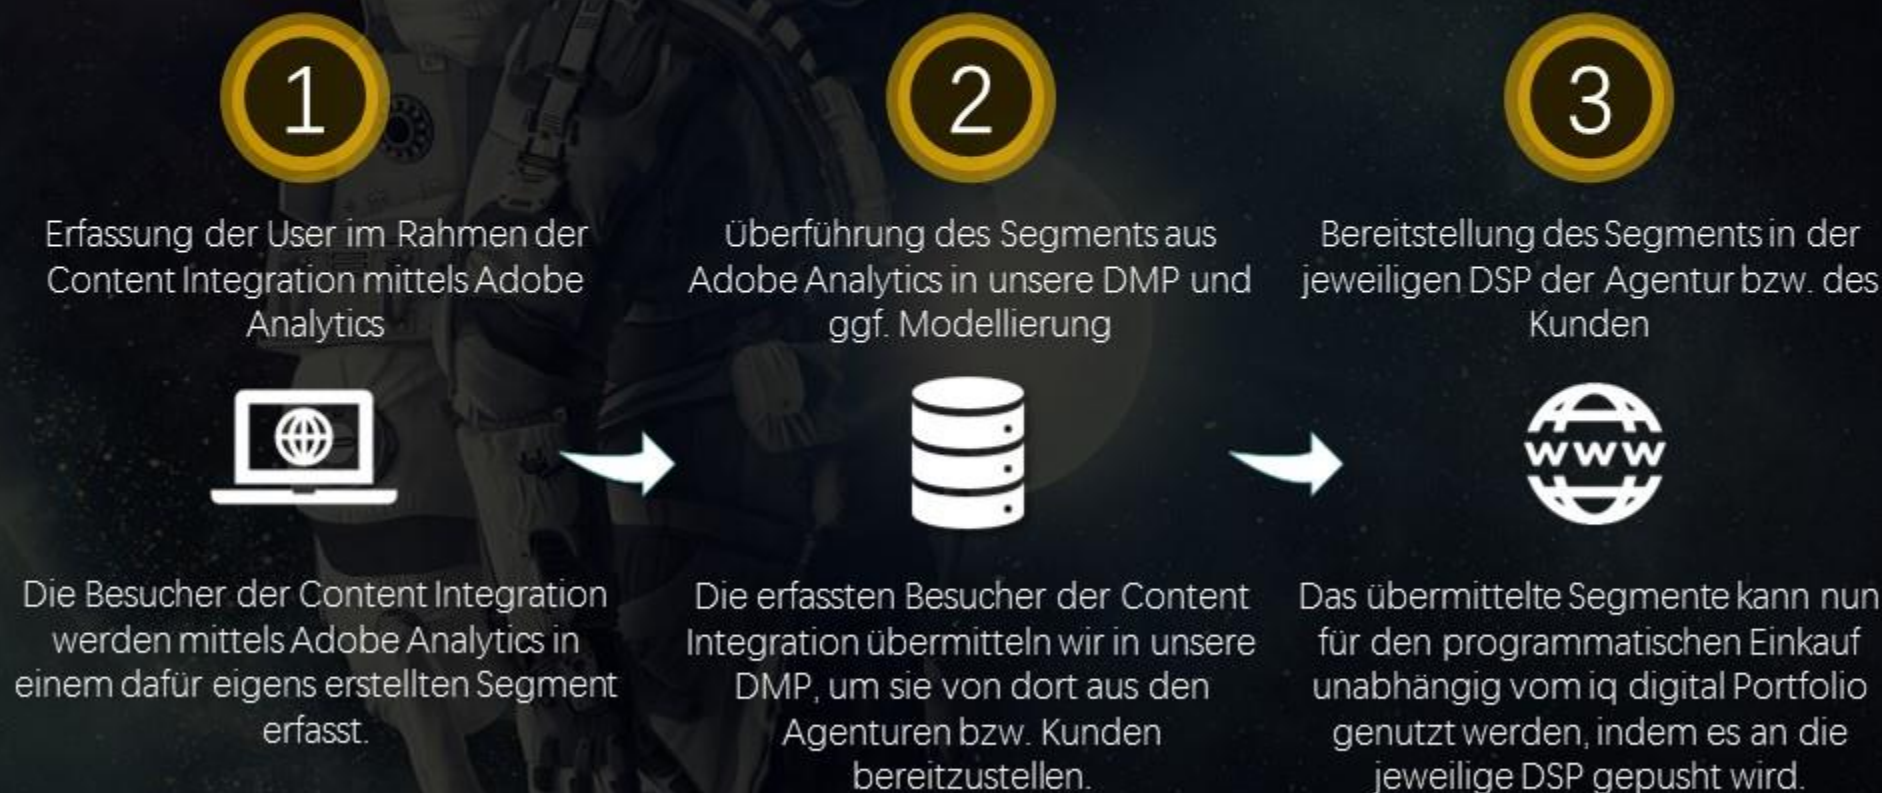 1
Erfassung der User im Rahmen der
Content Integration mittels Adobe
Analytics
Die Besucher der Content Integration
werden mittels Adobe Analytics in
einem dafür eigens erstellten Segment
erfasst.
2
Überführung des Segments aus
Adobe Analytics in unsere DMP und
ggf. Modellierung
Die erfassten Besucher der Content
Integration übermitteln wir in unsere
DMP, um sie von dort aus den
Agenturen bzw. Kunden
bereitzustellen.
3
Bereitstellung des Segments in der
jeweiligen DSP der Agentur bzw. des
Kunden
www
Das übermittelte Segmente kann nun
für den programmatischen Einkauf
unabhängig vom iq digital Portfolio
genutzt werden, indem es an die
jeweilige DSP gepusht wird.